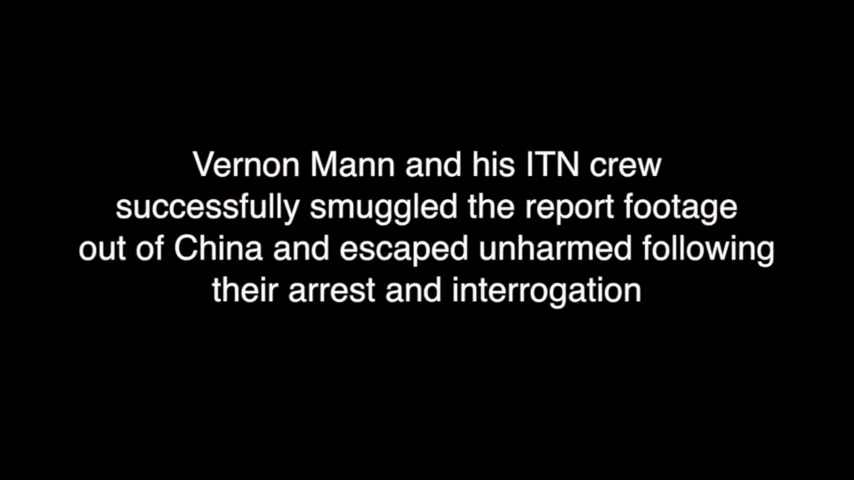 Vernon Mann and his ITN crew
successfully smuggled the report footage
out of China and escaped unharmed following
their arrest and interrogation